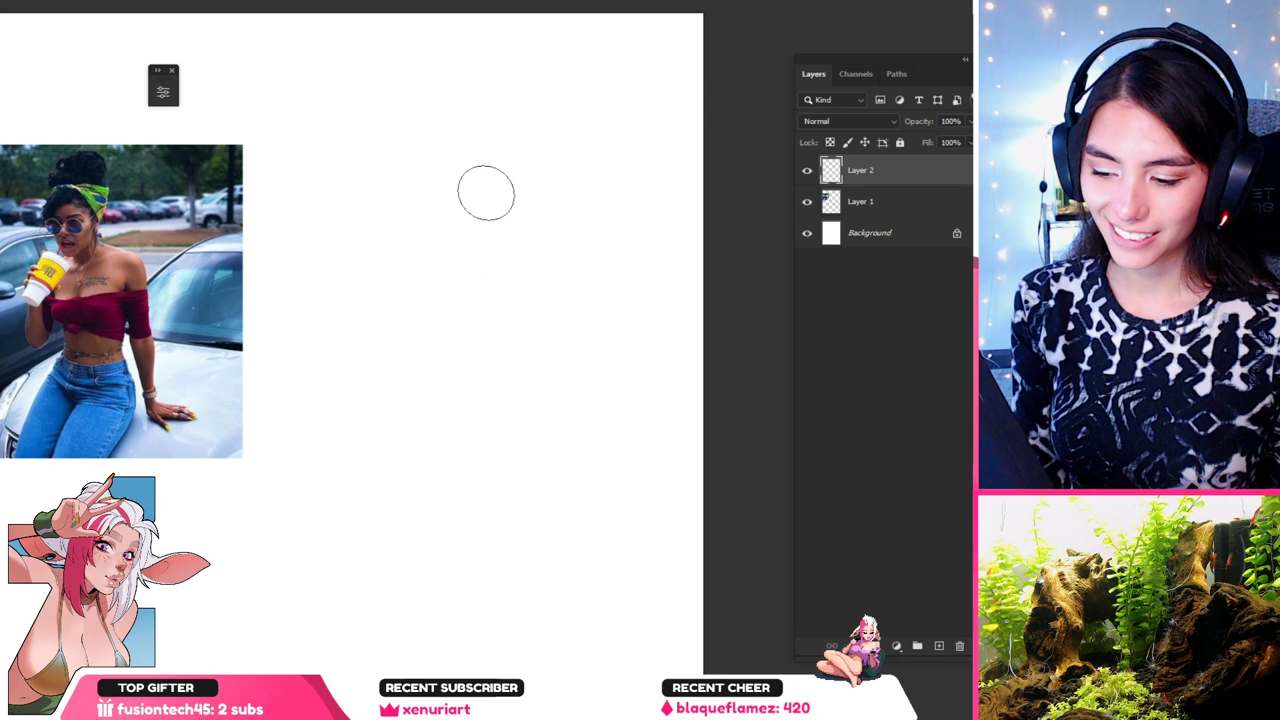 Layers Channels Paths
Kind
Normal Opacity: 100%
Lock: Fill: 100%
Layer 2
Layer 1
Background
TOP GIFTER
fusiontech45: 2 subs
RECENT SUBSCRIBER
xenuriart
RECENT CHEER
blaqueflamez: 420